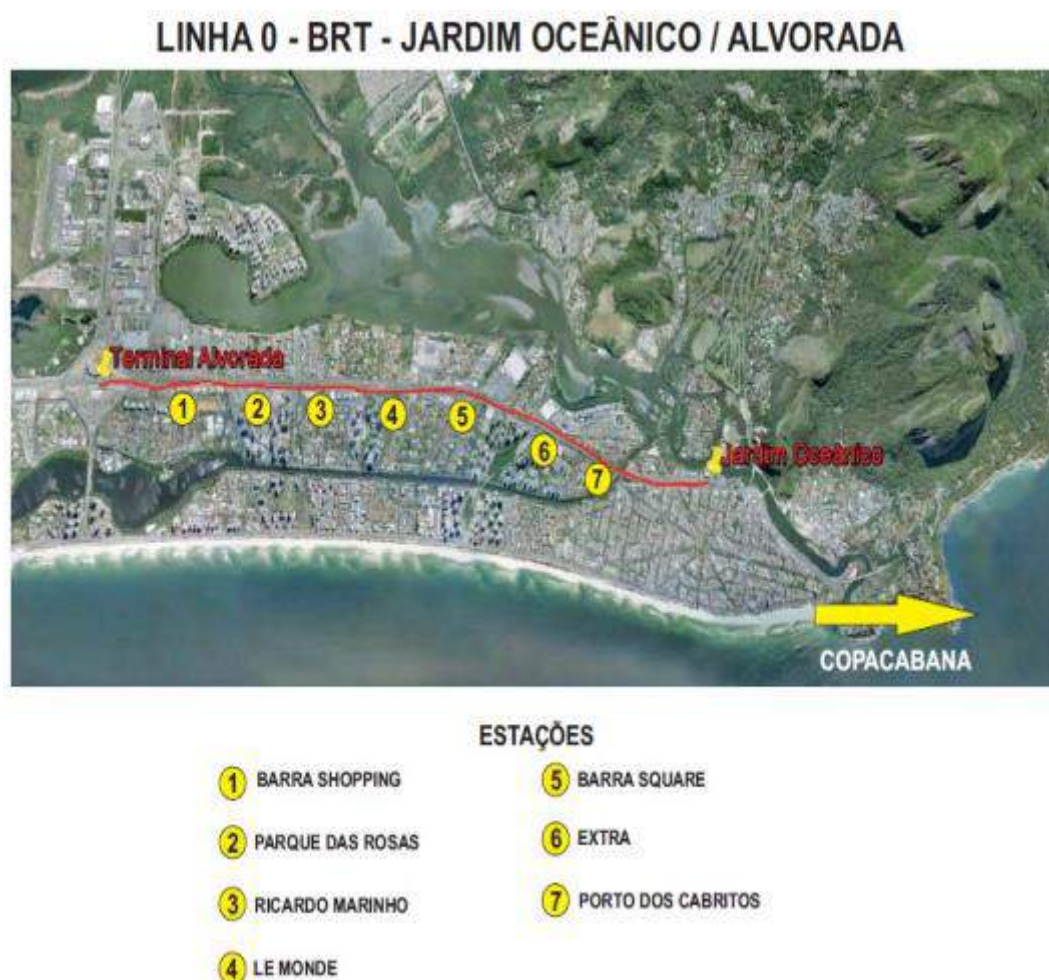 LINHA 0 - BRT - JARDIM OCEÂNICO / ALVORADA
Terminal Alvorada
1
2
3
4
5
6
7
Jardim Oceânico
COPACABANA
ESTAÇÕES
1 BARRA SHOPPING
2 PARQUE DAS ROSAS
3 RICARDO MARINHO
4 LE MONDE
5 BARRA SQUARE
6 EXTRA
7 PORTO DOS CABRITOS